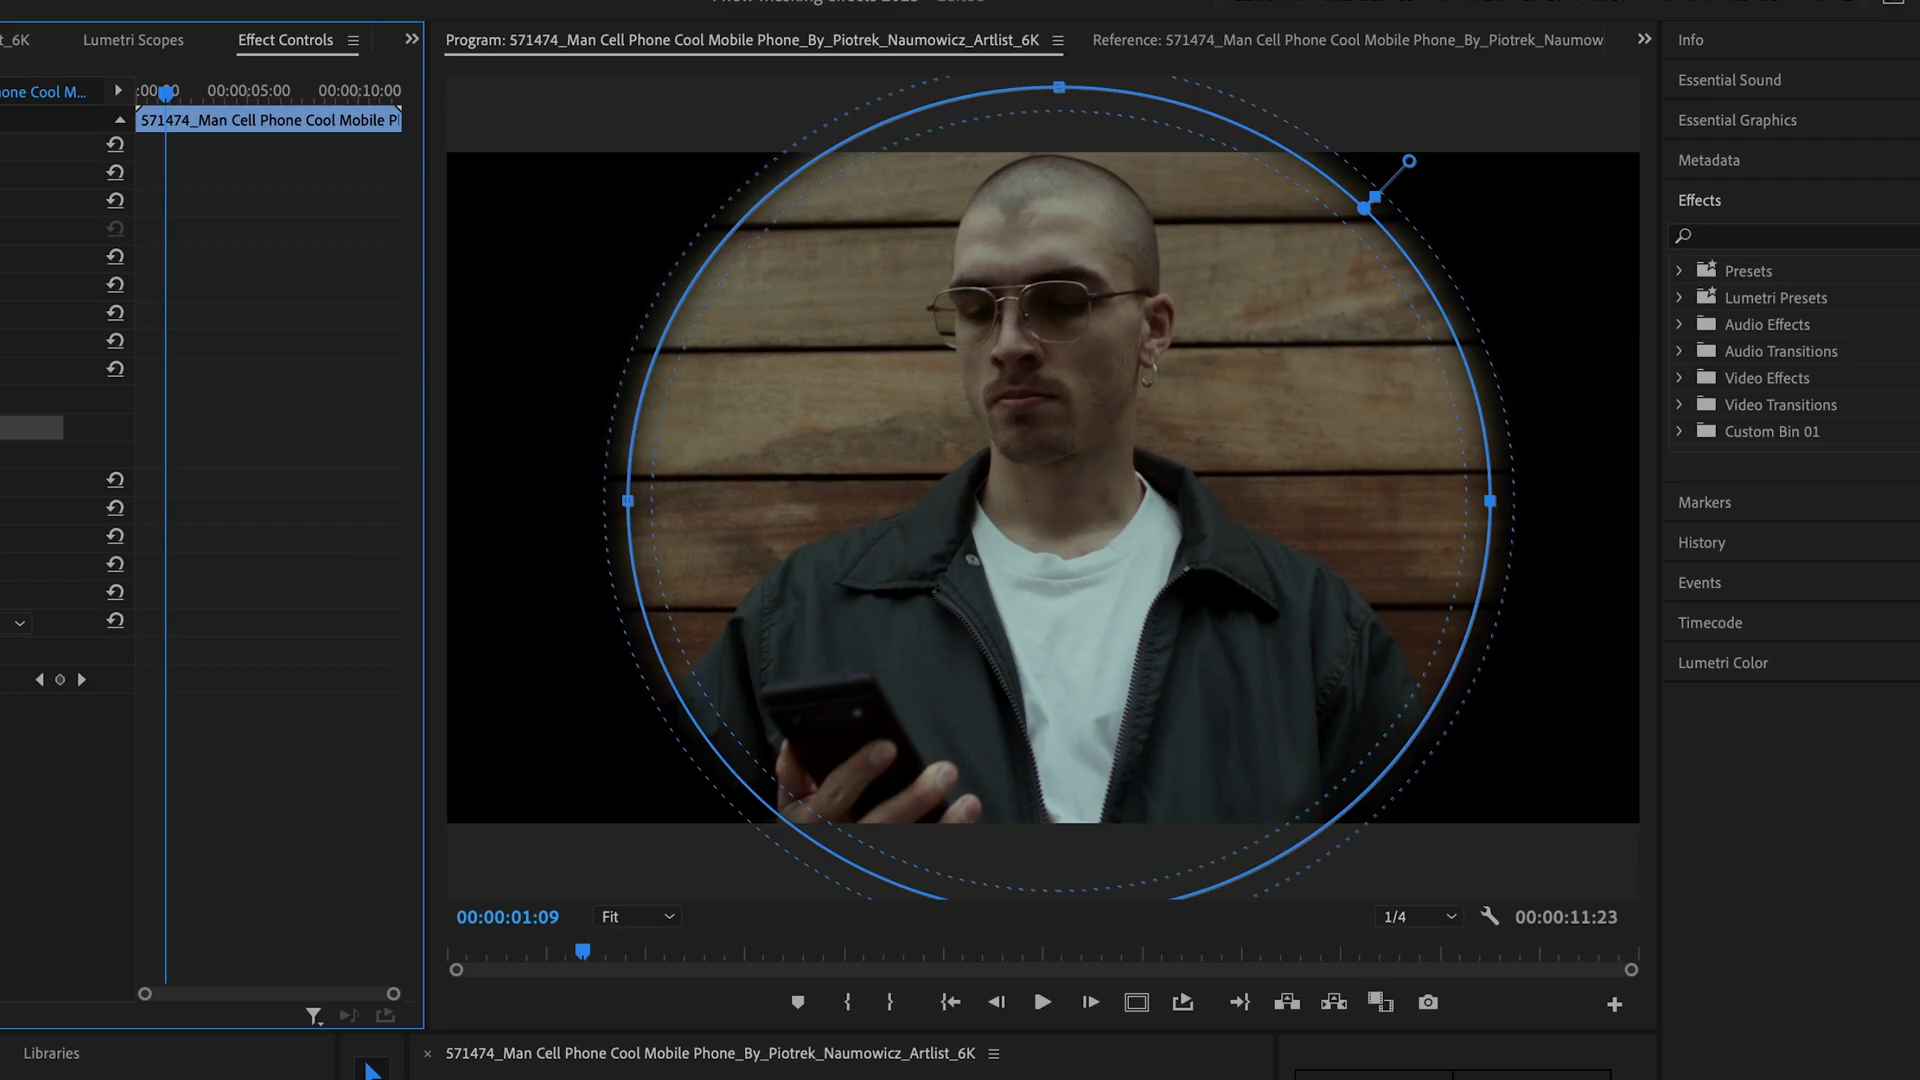 t_6K
Lumetri Scopes
Effect Controls
Program: 571474_Man Cell Phone Cool Mobile Phone_By_Piotrek_Naumowicz_Artlist_6K
Reference: 571474_Man Cell Phone Cool Mobile Phone_By_Piotrek_Naumow
Info
Essential Sound
Essential Graphics
Metadata
Effects
Presets
Lumetri Presets
Audio Effects
Audio Transitions
Video Effects
Video Transitions
Custom Bin 01
Markers
History
Events
Timecode
Lumetri Color
one Cool M...
00:00:05:00
00:00:10:00
571474_Man Cell Phone Cool Mobile P
00:00:01:09
Fit
1/4
00:00:11:23
Libraries
571474_Man Cell Phone Cool Mobile Phone_By_Piotrek_Naumowicz_Artlist_6K